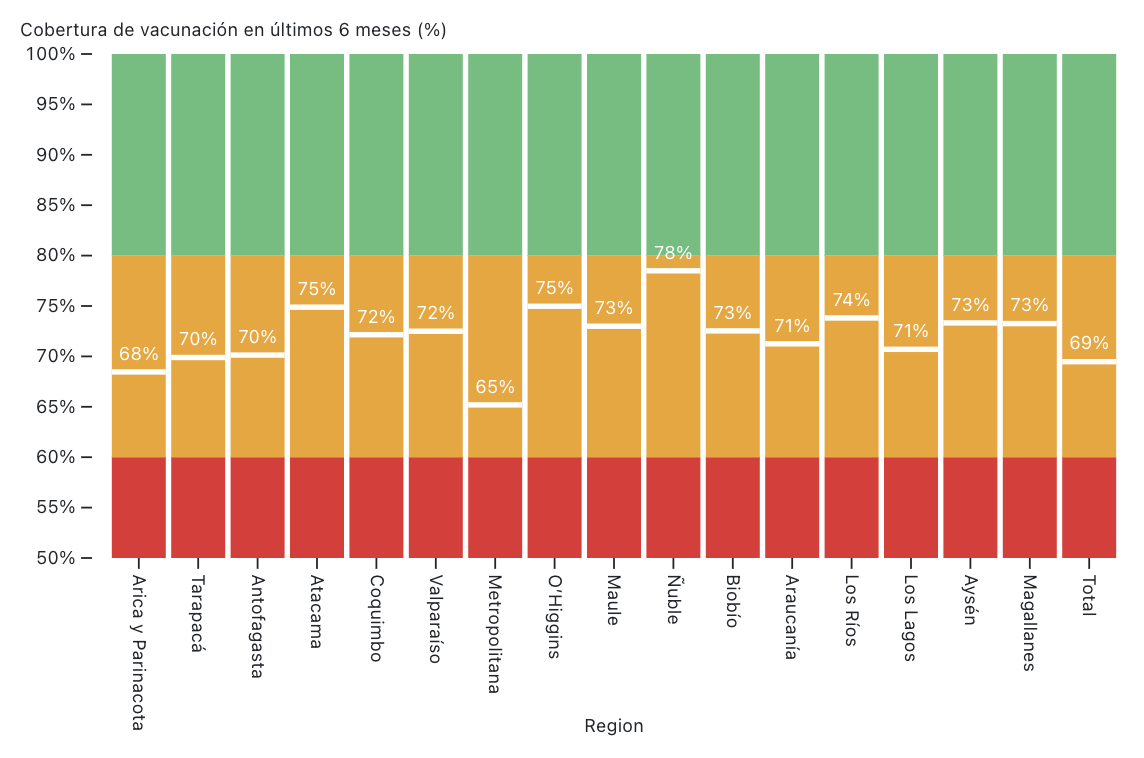 Cobertura de vacunación en últimos 6 meses (%)
100%
95%
90%
85%
80%
75%
70%
65%
60%
55%
50%
68%
70%
70%
75%
72%
72%
65%
75%
73%
78%
73%
71%
74%
71%
73%
73%
69%
Arica y Parinacota
Tarapacá
Antofagasta
Atacama
Coquimbo
Valparaíso
Metropolitana
O'Higgins
Maule
Ñuble
Biobío
Araucanía
Los Ríos
Los Lagos
Aysén
Magallanes
Total
Region